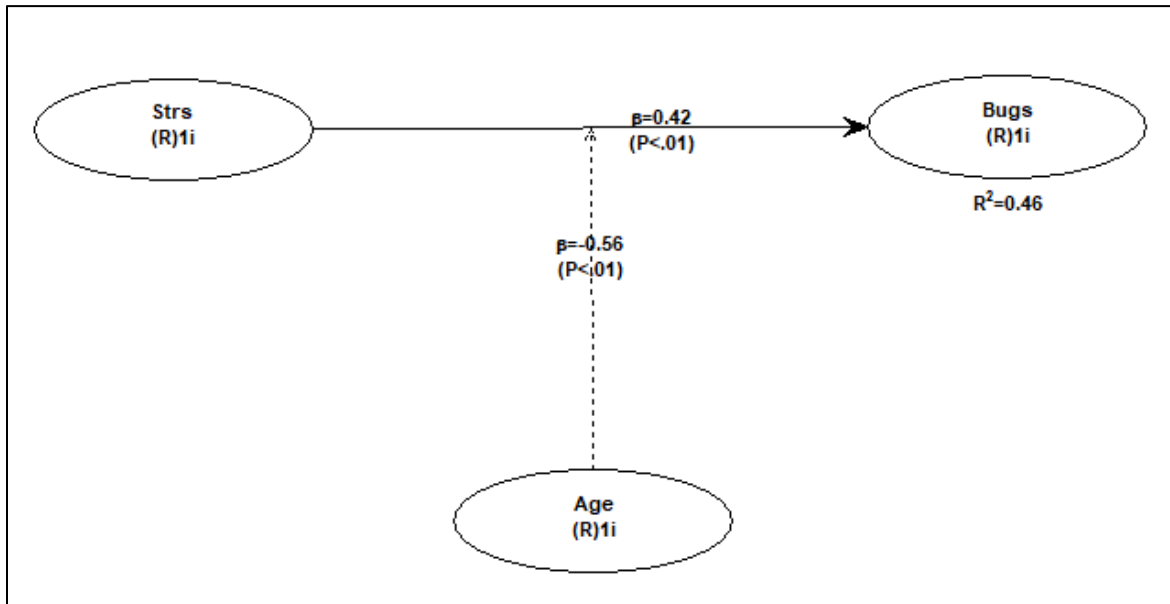 Strs
(R)1i
β=0.42
(P<.01)
Bugs
(R)1i
R²=0.46
β=-0.56
(P<.01)
Age
(R)1i